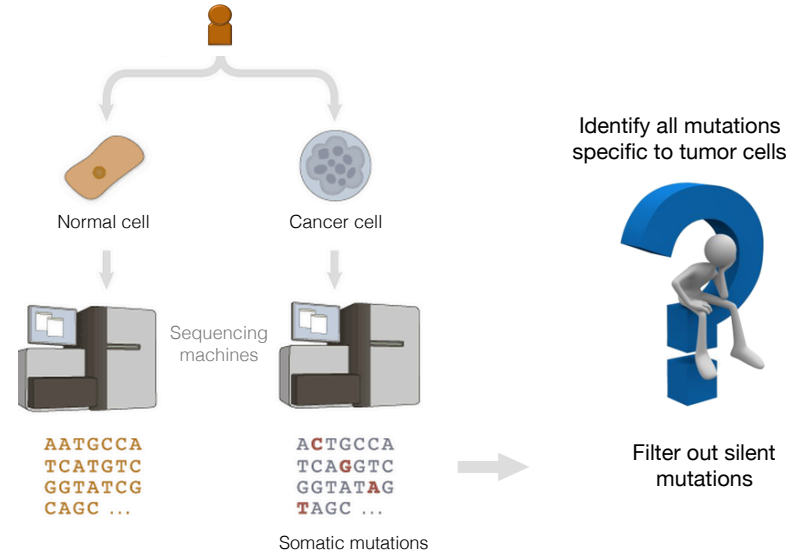 Normal cell
Cancer cell
Sequencing
machines
AATGCCA
TCATGTC
GGTATCG
CAGC ...
ACTGCCA
TCAGGTC
GGTATAG
TAGC ...
Somatic mutations
Identify all mutations
specific to tumor cells
Filter out silent
mutations